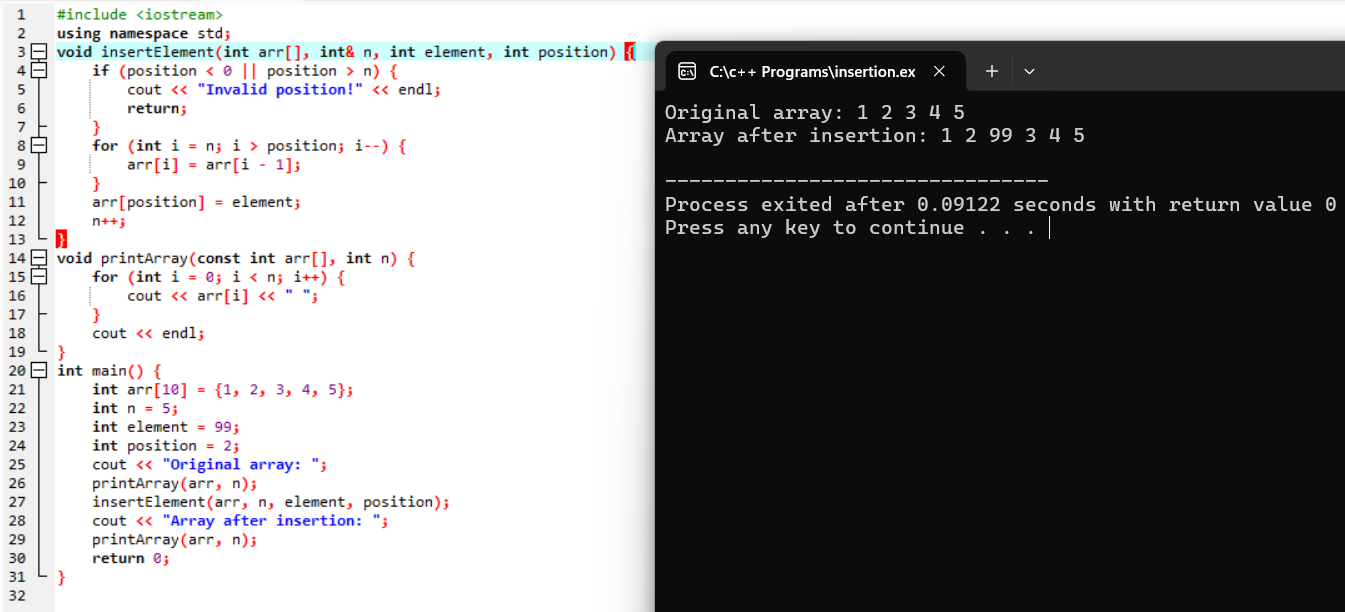 1 #include <iostream>
2 using namespace std;
3 void insertElement(int arr[], int& n, int element, int position) {
4     if (position < 0 || position > n) {
5         cout << "Invalid position!" << endl;
6         return;
7     }
8     for (int i = n; i > position; i--) {
9         arr[i] = arr[i - 1];
10     }
11     arr[position] = element;
12     n++;
13 }
14 void printArray(const int arr[], int n) {
15     for (int i = 0; i < n; i++) {
16         cout << arr[i] << " ";
17     }
18     cout << endl;
19 }
20 int main() {
21     int arr[10] = {1, 2, 3, 4, 5};
22     int n = 5;
23     int element = 99;
24     int position = 2;
25     cout << "Original array: ";
26     printArray(arr, n);
27     insertElement(arr, n, element, position);
28     cout << "Array after insertion: ";
29     printArray(arr, n);
30     return 0;
31 }
32
C:\c++ Programs\insertion.ex
Original array: 1 2 3 4 5
Array after insertion: 1 2 99 3 4 5
--------------------------------
Process exited after 0.09122 seconds with return value 0
Press any key to continue . . .